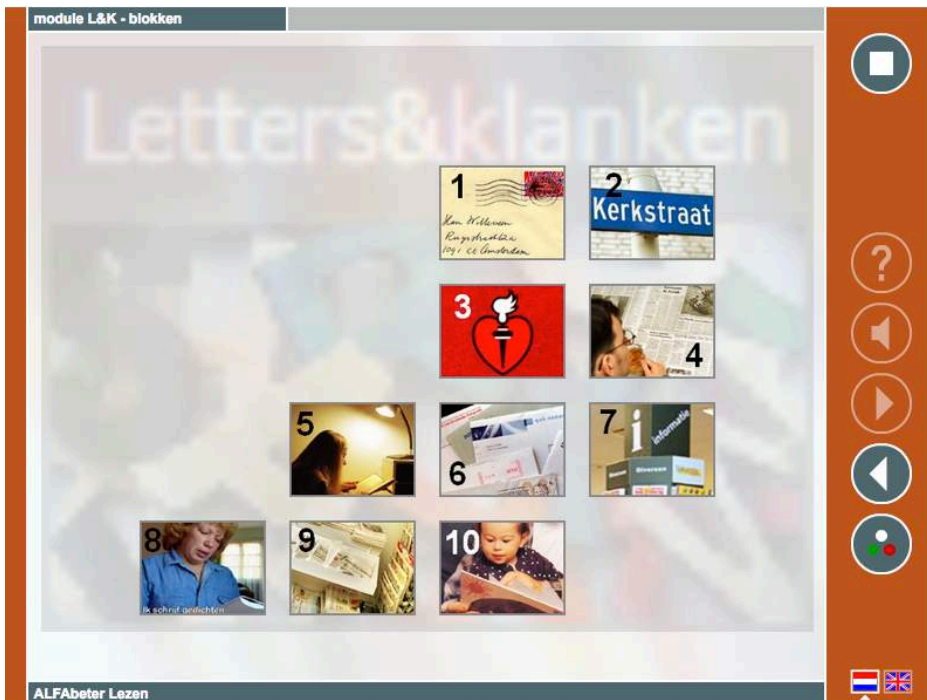 module L&K - blokken
Letters&klanken
1
2
Kerkstraat
3
4
5
6
7
i
informatie
Diversen
8
Ik schrijf gedichten
9
10
?
ALFAbeter Lezen